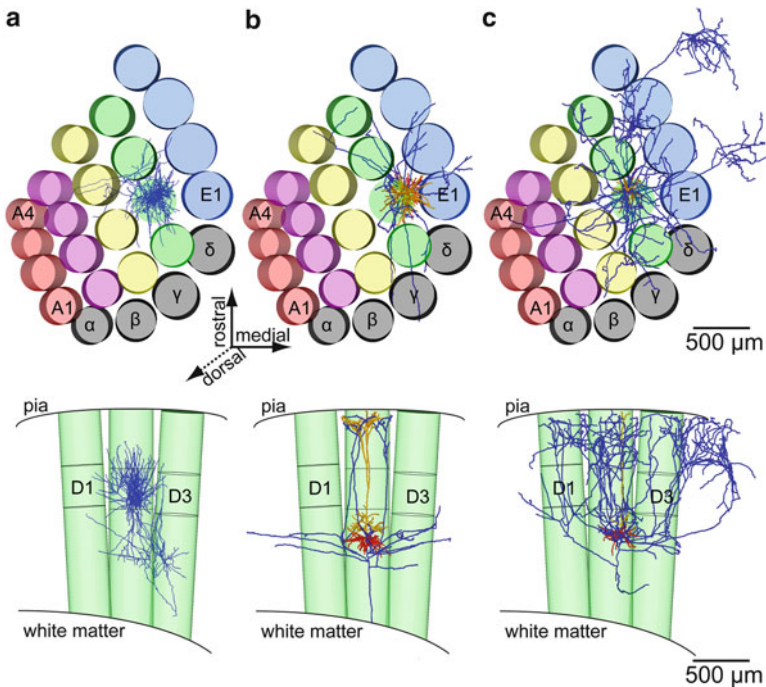 a
b
c
A4
E1
A1
α
β
γ
δ
A4
E1
A1
α
β
γ
δ
A4
E1
A1
α
β
γ
δ
rostral
medial
dorsal
500 µm
pia
D1
D3
white matter
pia
D1
D3
white matter
pia
D1
D3
white matter
500 µm